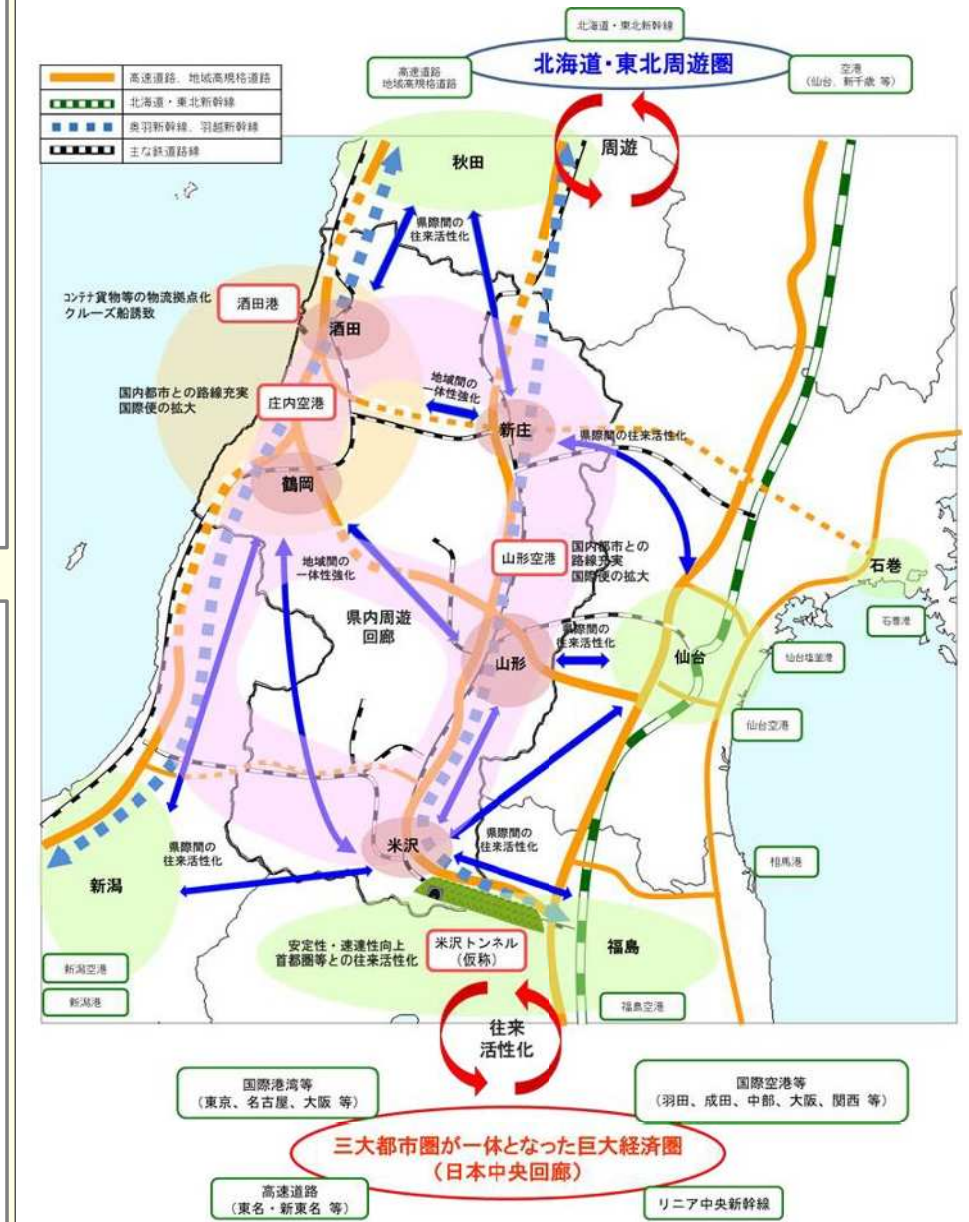 北海道・東北新幹線
北海道・東北周遊圏
高速道路
地域高規格道路
空港
(仙台、新千歳 等)
高速道路、地域高規格道路
北海道・東北新幹線
奥羽新幹線、羽越新幹線
主な鉄道路線
周遊
秋田
県際間の
往来活性化
コンテナ貨物等の物流拠点化
クルーズ船誘致
酒田港
酒田
国内都市との路線充実
国際便の拡大
庄内空港
地域間の
一体性強化
新庄
県際間の往来活性化
鶴岡
地域間の
一体性強化
山形空港
国内都市との
路線充実
国際便の拡大
石巻
石巻港
県内周遊
回廊
県際間の
往来活性化
山形
仙台
仙台塩釜港
仙台空港
米沢
県際間の
往来活性化
県際間の
往来活性化
相馬港
新潟
安定性・速達性向上
首都圏等との往来活性化
米沢トンネル
(仮称)
福島
新潟空港
新潟港
福島空港
往来
活性化
国際港湾等
(東京、名古屋、大阪 等)
国際空港等
(羽田、成田、中部、大阪、関西 等)
三大都市圏が一体となった巨大経済圏
(日本中央回廊)
高速道路
(東名・新東名 等)
リニア中央新幹線